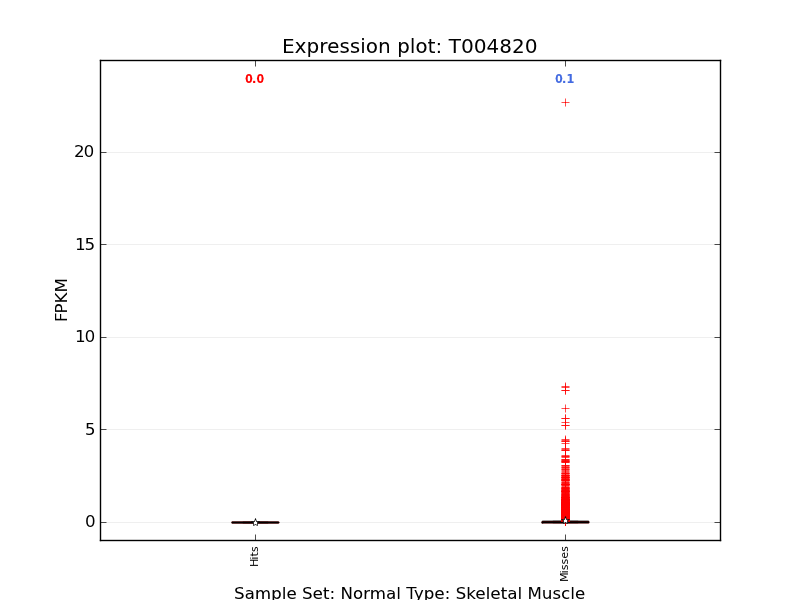 Expression plot: T004820
0.0
0.1
20
15
10
5
0
FPKM
Hits
Misses
Sample Set: Normal Type: Skeletal Muscle